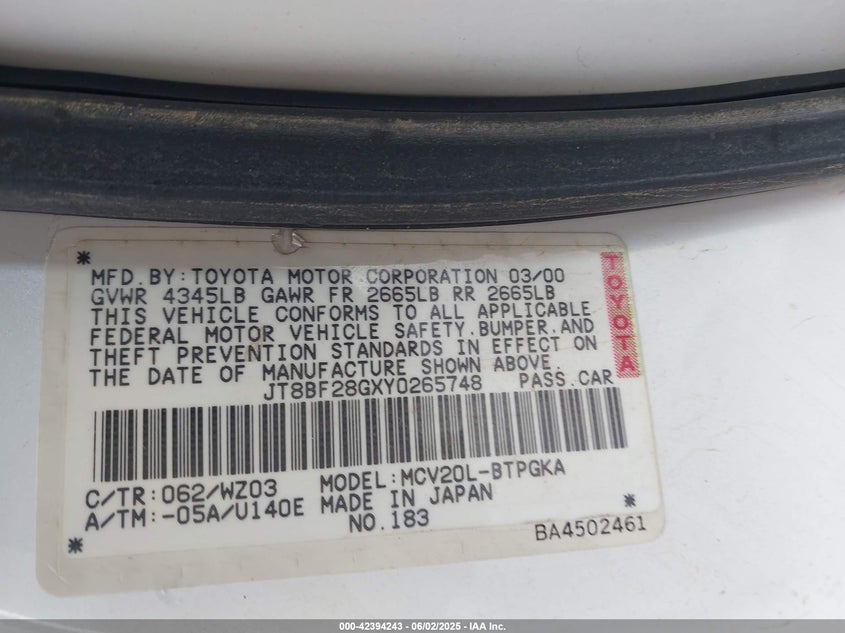 MFD.BY:TOYOTA MOTOR CORPORATION 03/00
GVWR 4345LB GAWR FR 2665LB RR 2665LB
THIS VEHICLE CONFORMS TO ALL APPLICABLE
FEDERAL MOTOR VEHICLE SAFETY.BUMPER.AND
THEFT PREVENTION STANDARDS IN EFFECT ON
THE DATE OF MANUFACTURE SHOWN ABOVE.
JT8BF28GXY0265748 PASS.CAR
TOYOTA
C/TR:062/WZ03 MODEL:MCV20L-BTPGKA
A/TM:-05A/U140E MADE IN JAPAN
NO.183
BA4502461
000-42394243 | 06/02/2025 - IAA Inc.